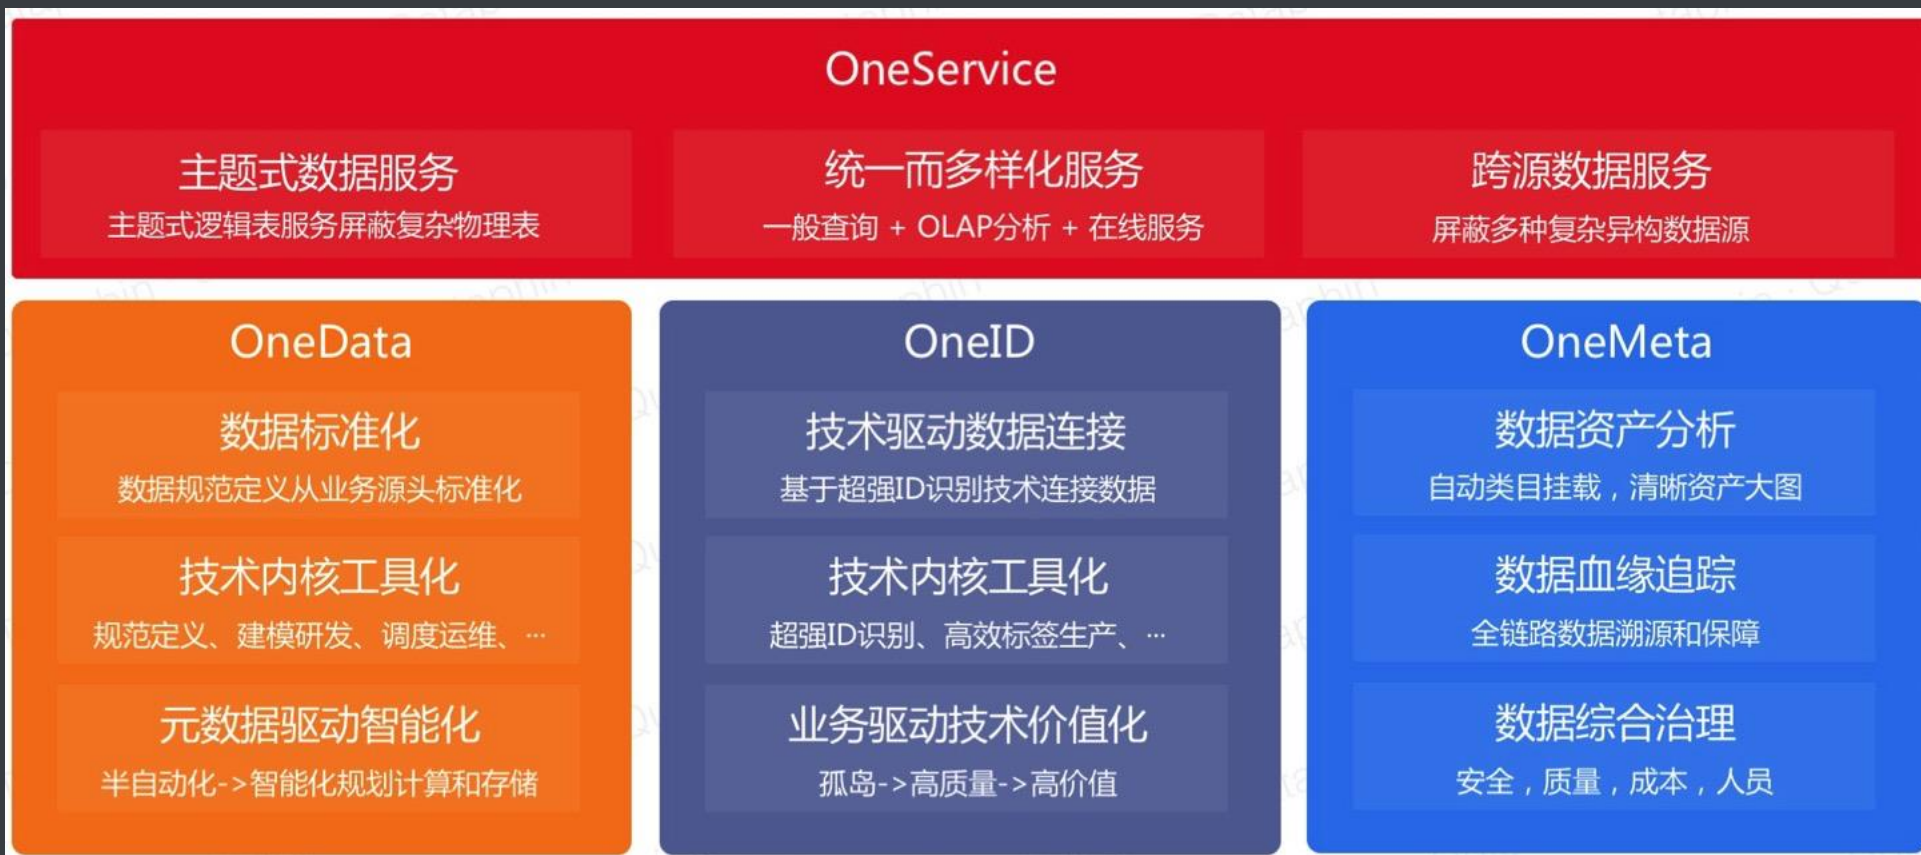 OneService
主题式数据服务
主题式逻辑表服务屏蔽复杂物理表
统一而多样化服务
一般查询 + OLAP分析 + 在线服务
跨源数据服务
屏蔽多种复杂异构数据源
OneData
数据标准化
数据规范定义从业务源头标准化
技术内核工具化
规范定义、建模研发、调度运维、…
元数据驱动智能化
半自动化->智能化规划计算和存储
OneID
技术驱动数据连接
基于超强ID识别技术连接数据
技术内核工具化
超强ID识别、高效标签生产、…
业务驱动技术价值化
孤岛->高质量->高价值
OneMeta
数据资产分析
自动类目挂载，清晰资产大图
数据血缘追踪
全链路数据溯源和保障
数据综合治理
安全，质量，成本，人员